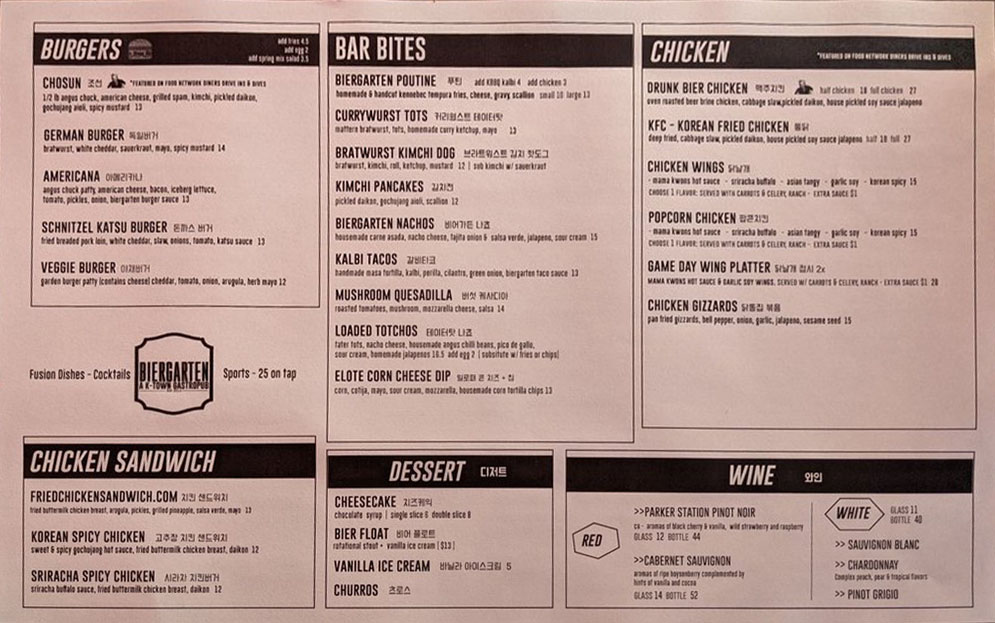 BURGERS
add fries 4.5
add egg 2
add spring mix salad 3.5
CHOSUN 조선 *FEATURED ON FOOD NETWORK DINERS DRIVE INS & DIVES
1/2 lb angus chuck, american cheese, grilled spam, kimchi, pickled daikon,
gochujang aioli, spicy mustard 13
GERMAN BURGER 독일버거
bratwurst, white cheddar, sauerkraut, mayo, spicy mustard 14
AMERICANA 아메리카나
angus chuck patty, american cheese, bacon, iceberg lettuce,
tomato, pickles, onion, biergarten burger sauce 13
SCHNITZEL KATSU BURGER 돈까스 버거
fried breaded pork loin, white cheddar, slaw, onions, tomato, katsu sauce 13
VEGGIE BURGER 야채버거
garden burger patty (contains cheese) cheddar, tomato, onion, arugula, herb mayo 12
Fusion Dishes - Cocktails
BIERGARTEN
A K-TOWN GASTROPUB
Sports - 25 on tap
CHICKEN SANDWICH
FRIEDCHICKENSANDWICH.COM 치킨 샌드위치
fried buttermilk chicken breast, arugula, pickles, grilled pineapple, salsa verde, mayo 13
KOREAN SPICY CHICKEN 고추장 치킨 샌드위치
sweet & spicy gochujang hot sauce, fried buttermilk chicken breast, daikon 12
SRIRACHA SPICY CHICKEN 시라차 치킨버거
sriracha buffalo sauce, fried buttermilk chicken breast, daikon 12
BAR BITES
BIERGARTEN POUTINE 푸틴 add KBBQ kalbi 4 add chicken 3
homemade & handcut kennebec tempura fries, cheese, gravy, scallion small 10 large 13
CURRYWURST TOTS 커리월스트 테이터탓
mattern bratwurst, tots, homemade curry ketchup, mayo 13
BRATWURST KIMCHI DOG 브라트워스트 김치 핫도그
bratwurst, kimchi, roll, ketchup, mustard 12 | sub kimchi w/ sauerkraut
KIMCHI PANCAKES 김치전
pickled daikon, gochujang aioli, scallion 12
BIERGARTEN NACHOS 비어가든 나쵸
housemade carne asada, nacho cheese, fajita onion & salsa verde, jalapeno, sour cream 15
KALBI TACOS 갈비타코
handmade masa tortilla, kalbi, perilla, cilantro, green onion, biergarten taco sauce 13
MUSHROOM QUESADILLA 버섯 케사디아
roasted tomatoes, mushroom, mozzarella cheese, salsa 14
LOADED TOTCHOS 테이터탓 나쵸
tater tots, nacho cheese, housemade angus chili beans, pico de gallo,
sour cream, homemade jalapenos 10.5 add egg 2 | subsitute w/ fries or chips|
ELOTE CORN CHEESE DIP 콘 치즈 + 칩
corn, cotija, mayo, sour cream, mozzarella, housemade corn tortilla chips 13
DESSERT 디저트
CHEESECAKE 치즈케익
chocolate syrup | single slice 6 double slice 8
BIER FLOAT 비어 플로트
rotational stout + vanilla ice cream [$13]
VANILLA ICE CREAM 바닐라 아이스크림 5
CHURROS 츄로스
CHICKEN *FEATURED ON FOOD NETWORK DINERS DRIVE INS & DIVES
DRUNK BIER CHICKEN 맥주치킨 half chicken 18 full chicken 27
oven roasted beer brine chicken, cabbage slaw,pickled daikon, house pickled soy sauce jalapeno
KFC - KOREAN FRIED CHICKEN 통닭
deep fried, cabbage slaw, pickled daikon, house pickled soy sauce jalapeno half 18 full 27
CHICKEN WINGS 닭날개
- mama kwons hot sauce - sriracha buffalo - asian tangy - garlic soy - korean spicy 15
CHOOSE 1 FLAVOR: SERVED WITH CARROTS & CELERY, RANCH - EXTRA SAUCE $1
POPCORN CHICKEN 팝콘치킨
- mama kwons hot sauce - sriracha buffalo - asian tangy - garlic soy - korean spicy 15
CHOOSE 1 FLAVOR: SERVED WITH CARROTS & CELERY, RANCH - EXTRA SAUCE $1
GAME DAY WING PLATTER 닭날개 접시 2x
MAMA KWONS HOT SAUCE & GARLIC SOY WINGS. SERVED W/ CARROTS & CELERY, RANCH - EXTRA SAUCE $1 28
CHICKEN GIZZARDS 닭똥집 볶음
pan fried gizzards, bell pepper, onion, garlic, jalapeno, sesame seed 15
WINE 와인
RED
>>PARKER STATION PINOT NOIR
ca - aromas of black cherry & vanilla, wild strawberry and raspberry
GLASS 12 BOTTLE 44
>>CABERNET SAUVIGNON
aromas of ripe boysenberry complemented by
hints of vanilla and cocoa
GLASS 14 BOTTLE 52
WHITE
GLASS 11
BOTTLE 40
>> SAUVIGNON BLANC
>> CHARDONNAY
Complex peach, pear & tropical flavors
>> PINOT GRIGIO